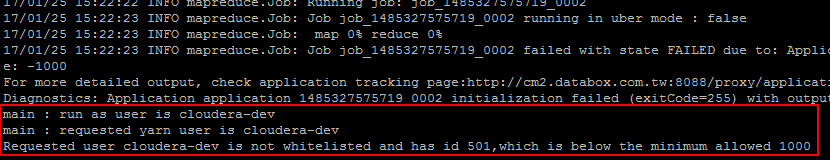 17/01/25 15:22:22 INFO mapreduce.Job: Running job: job_1485327575719_0002
17/01/25 15:22:23 INFO mapreduce.Job: Job job_1485327575719_0002 running in uber mode : false
17/01/25 15:22:23 INFO mapreduce.Job:  map 0% reduce 0%
17/01/25 15:22:23 INFO mapreduce.Job: Job job_1485327575719_0002 failed with state FAILED due to: Applic
e: -1000
For more detailed output, check application tracking page:http://cm2.databox.com.tw:8088/proxy/applicati
Diagnostics: Application application_1485327575719_0002 initialization failed (exitCode=255) with output
main : run as user is cloudera-dev
main : requested yarn user is cloudera-dev
Requested user cloudera-dev is not whitelisted and has id 501,which is below the minimum allowed 1000